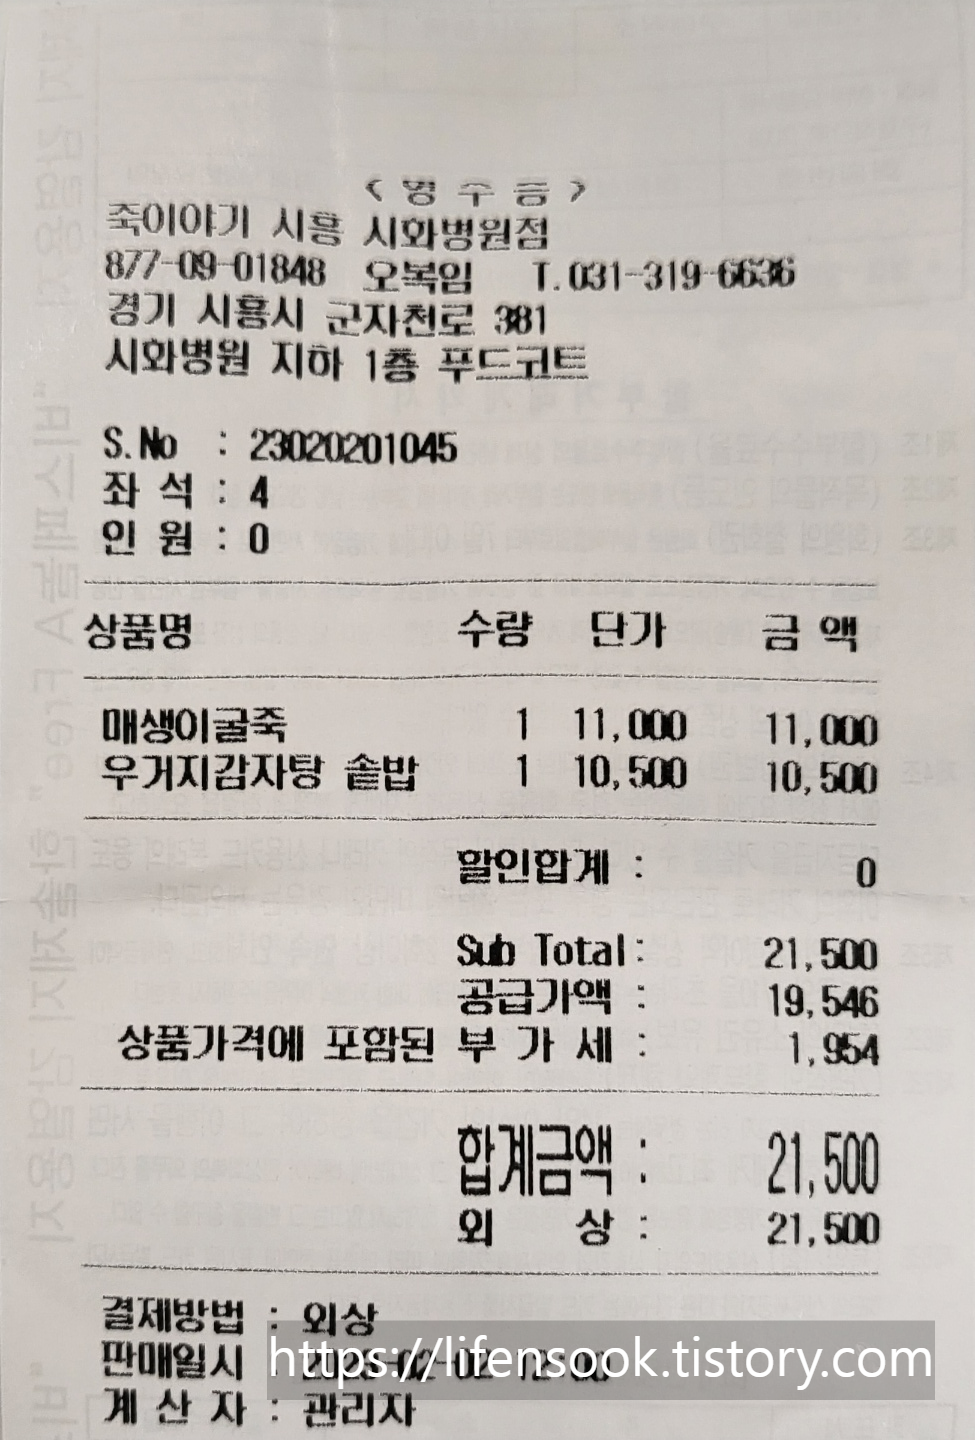 < 영 수 증 >
죽이야기 시흥 시화병원점
877-09-01848 오복임 T.031-319-6636
경기 시흥시 군자천로 381
시화병원 지하 1층 푸드코트
S.No : 23020201045
좌 석 : 4
인 원 : 0
상품명 수량 단가 금 액
매생이굴죽 1 11,000 11,000
우거지감자탕 솥밥 1 10,500 10,500
할인합계 : 0
Sub Total: 21,500
공급가액 : 19,546
상품가격에 포함된 부 가 세 : 1,954
합계금액 : 21,500
외 상 : 21,500
결제방법 : 외상
판매일시 :
https://lifensook.tistory.com
계 산 자 : 관리자